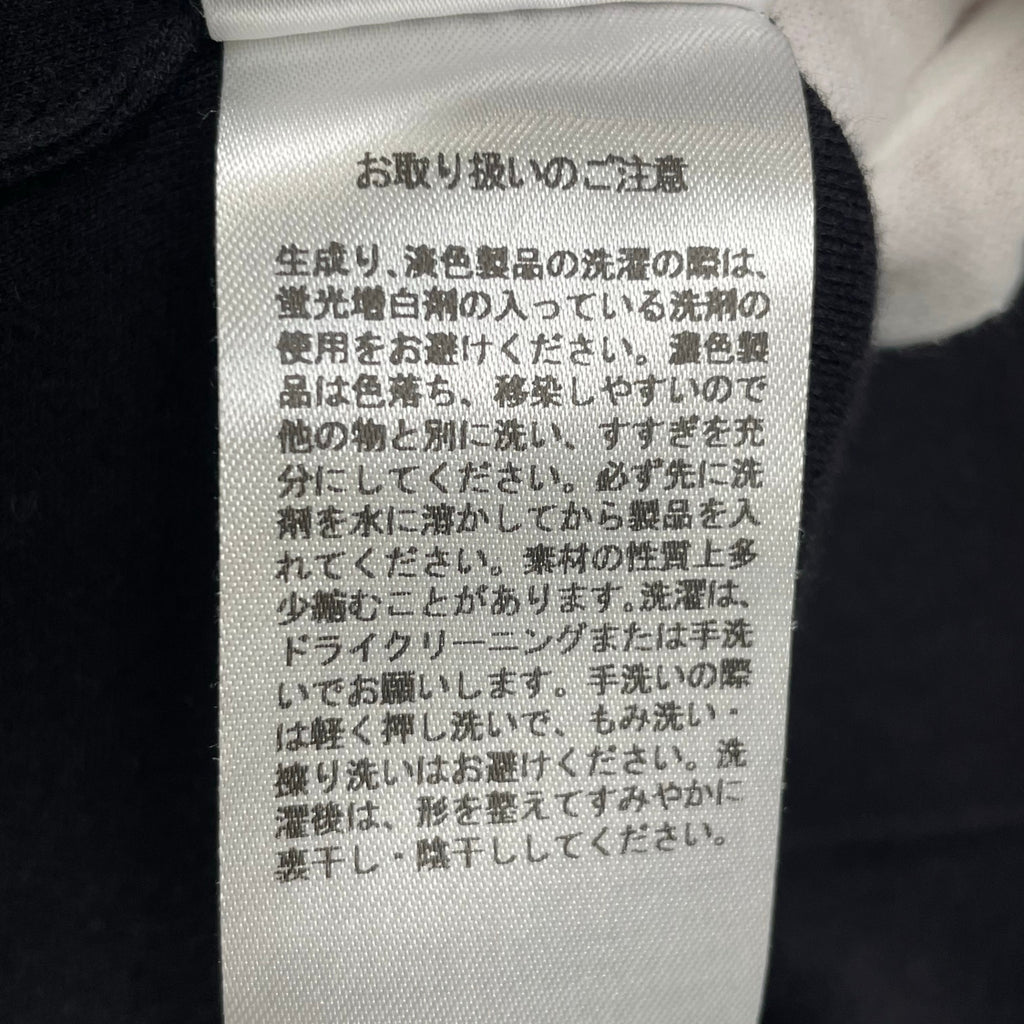 お取り扱いのご注意
生成り、濃色製品の洗濯の際は、
蛍光増白剤の入っている洗剤の
使用をお避けください。濃色製
品は色落ち、移染しやすいので
他の物と別に洗い、すすぎを充
分にしてください。必ず先に洗
剤を水に溶かしてから製品を入
れてください。素材の性質上多
少縮むことがあります。洗濯は、
ドライクリーニングまたは手洗
いでお願いします。手洗いの際
は軽く押し洗いで、もみ洗い・
擦り洗いはお避けください。洗
濯後は、形を整えてすみやかに
裏干し・陰干ししてください。